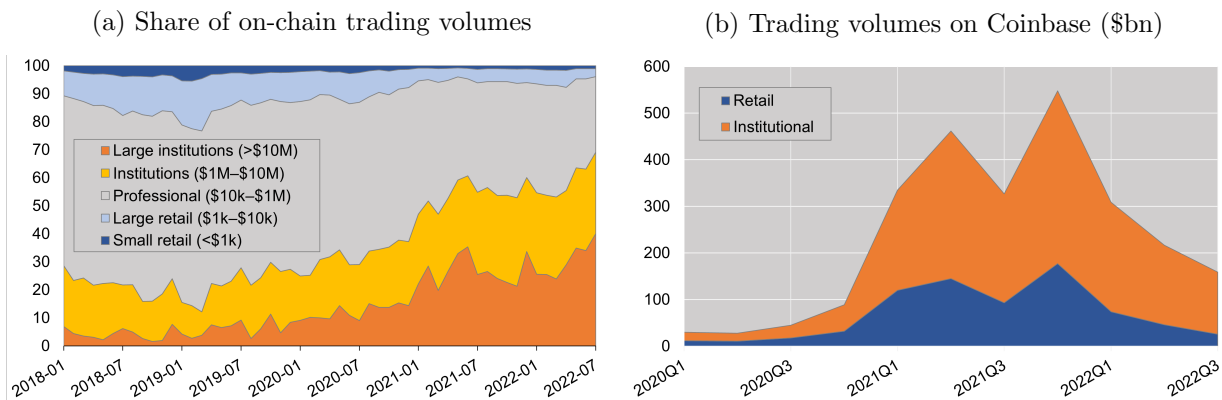 (a) Share of on-chain trading volumes
100
90
80
70
60
50
40
30
20
10
0
Large institutions (>$10M)
Institutions ($1M–$10M)
Professional ($10k–$1M)
Large retail ($1k–$10k)
Small retail (<$1k)
2018-01
2018-07
2019-01
2019-07
2020-01
2020-07
2021-01
2021-07
2022-01
2022-07
(b) Trading volumes on Coinbase ($bn)
600
500
400
300
200
100
0
Retail
Institutional
2020Q1
2020Q3
2021Q1
2021Q3
2022Q1
2022Q3